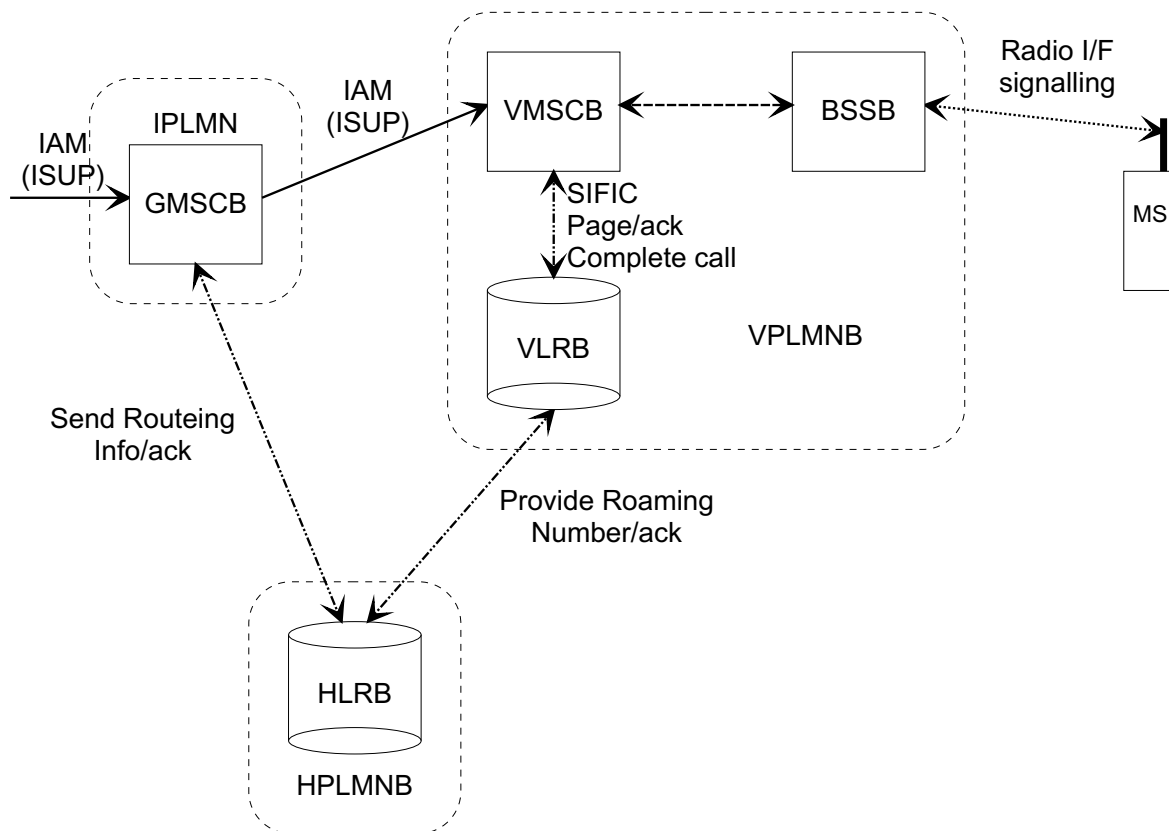 Radio I/F
signalling
IAM
(ISUP)
IPLMN
IAM
(ISUP)
GMSCB
VMSCB
BSSB
MS
SIFIC
Page/ack
Complete call
VLRB
VPLMNB
Send Routeing
Info/ack
Provide Roaming
Number/ack
HLRB
HPLMNB